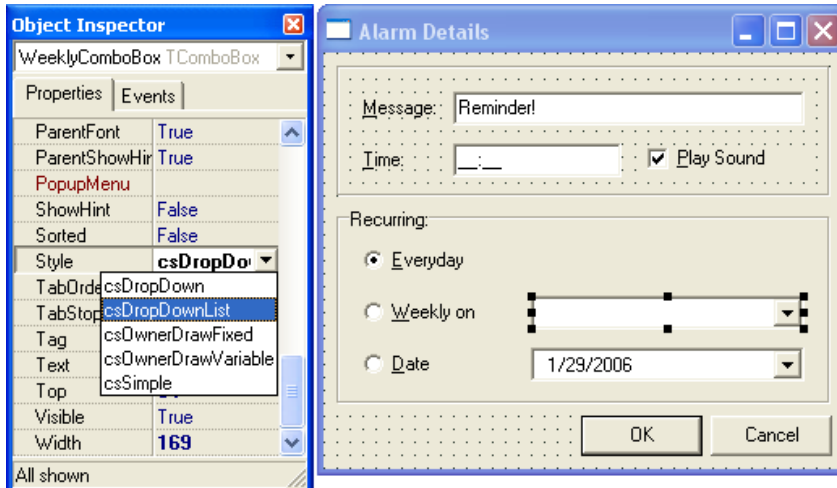 Object Inspector
WeeklyComboBox TComboBox
Properties Events
ParentFont True
ParentShowHir True
PopupMenu
ShowHint False
Sorted False
Style csDropDo
TabOrde csDropDown
TabStop csDropDownList
Tag csOwnerDrawFixed
Text csOwnerDrawVariable
Top csSimple
Visible True
Width 169
All shown
Alarm Details
Message: Reminder!
Time: __:__ Play Sound
Recurring:
Everyday
Weekly on
Date 1/29/2006
OK Cancel